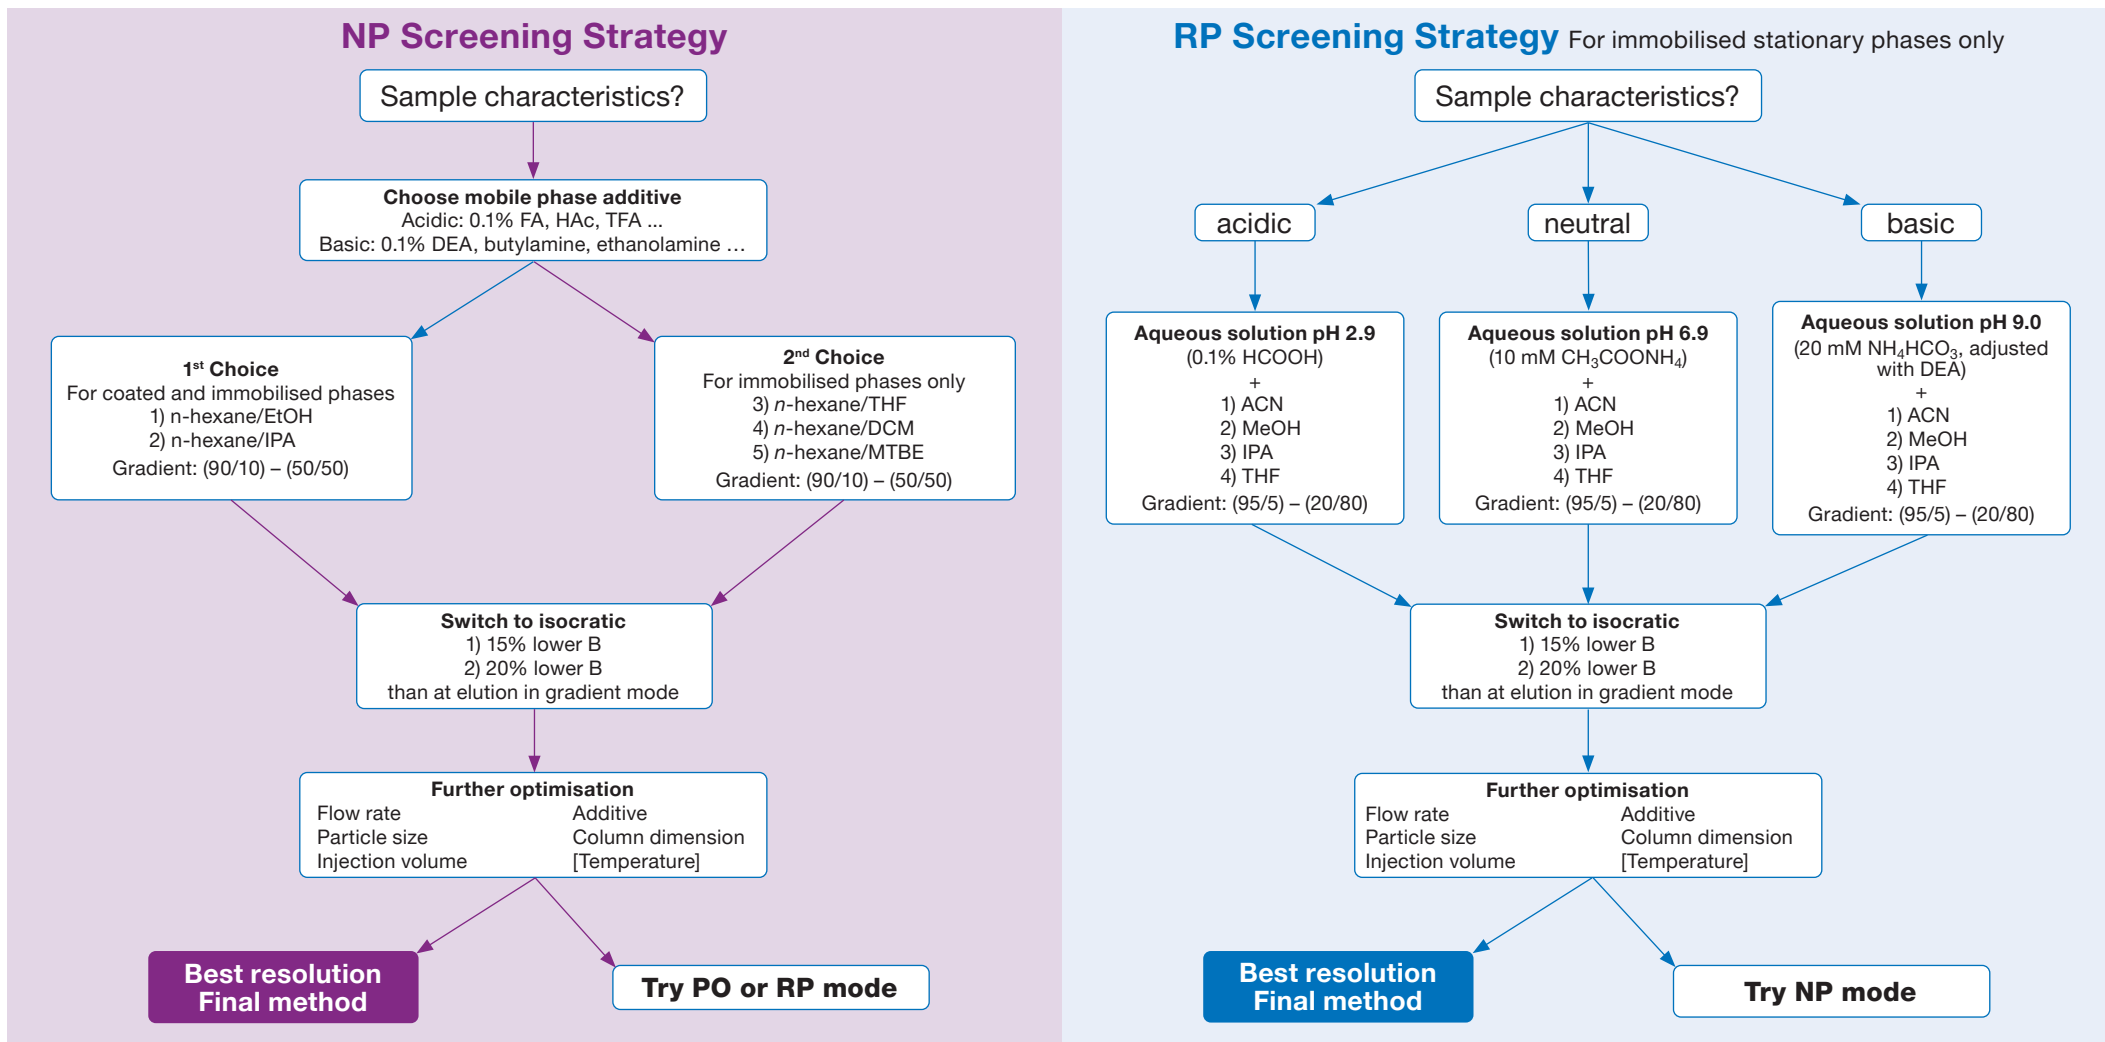 NP Screening Strategy
Sample characteristics?
Choose mobile phase additive
Acidic: 0.1% FA, HAc, TFA ...
Basic: 0.1% DEA, butylamine, ethanolamine …
1st Choice
For coated and immobilised phases
1) n-hexane/EtOH
2) n-hexane/IPA
Gradient: (90/10) – (50/50)
2nd Choice
For immobilised phases only
3) n-hexane/THF
4) n-hexane/DCM
5) n-hexane/MTBE
Gradient: (90/10) – (50/50)
Switch to isocratic
1) 15% lower B
2) 20% lower B
than at elution in gradient mode
Further optimisation
Flow rate Additive
Particle size Column dimension
Injection volume [Temperature]
Best resolution
Final method
Try PO or RP mode
RP Screening Strategy For immobilised stationary phases only
Sample characteristics?
acidic
neutral
basic
Aqueous solution pH 2.9
(0.1% HCOOH)
+
1) ACN
2) MeOH
3) IPA
4) THF
Gradient: (95/5) – (20/80)
Aqueous solution pH 6.9
(10 mM CH₃COONH₄)
+
1) ACN
2) MeOH
3) IPA
4) THF
Gradient: (95/5) – (20/80)
Aqueous solution pH 9.0
(20 mM NH₄HCO₃, adjusted
with DEA)
+
1) ACN
2) MeOH
3) IPA
4) THF
Gradient: (95/5) – (20/80)
Switch to isocratic
1) 15% lower B
2) 20% lower B
than at elution in gradient mode
Further optimisation
Flow rate Additive
Particle size Column dimension
Injection volume [Temperature]
Best resolution
Final method
Try NP mode